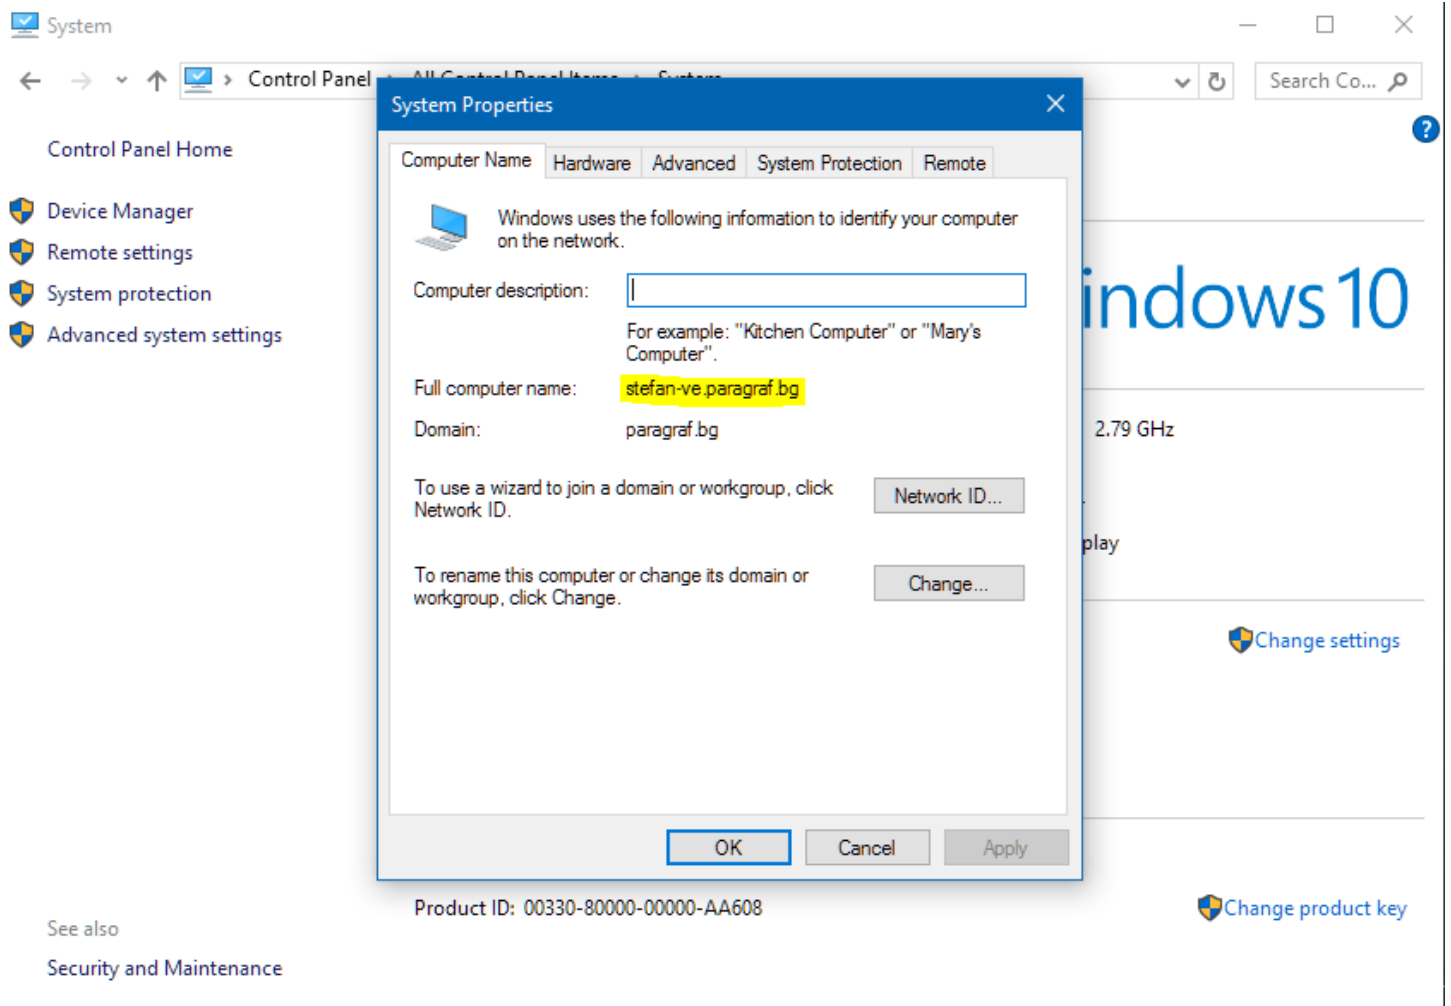 System
Control Panel
Search Co...
System Properties
Control Panel Home
Device Manager
Remote settings
System protection
Advanced system settings
Computer Name Hardware Advanced System Protection Remote
Windows uses the following information to identify your computer
on the network.
Computer description:
For example: "Kitchen Computer" or "Mary's
Computer".
Full computer name: stefan-ve.paragraf.bg
Domain: paragraf.bg
To use a wizard to join a domain or workgroup, click
Network ID.
Network ID...
To rename this computer or change its domain or
workgroup, click Change.
Change...
OK Cancel Apply
indows 10
2.79 GHz
play
Change settings
Product ID: 00330-80000-00000-AA608
Change product key
See also
Security and Maintenance